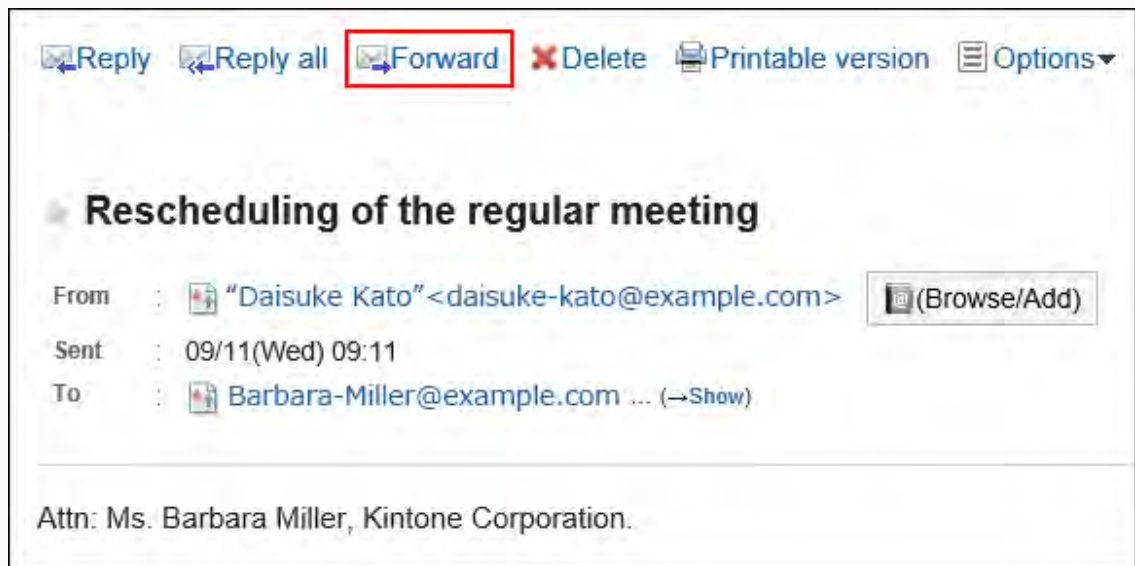 Reply Reply all Forward Delete Printable version Options▾
Rescheduling of the regular meeting
From : “Daisuke Kato”<daisuke-kato@example.com> (Browse/Add)
Sent : 09/11(Wed) 09:11
To : Barbara-Miller@example.com ... (→Show)
Attn: Ms. Barbara Miller, Kintone Corporation.